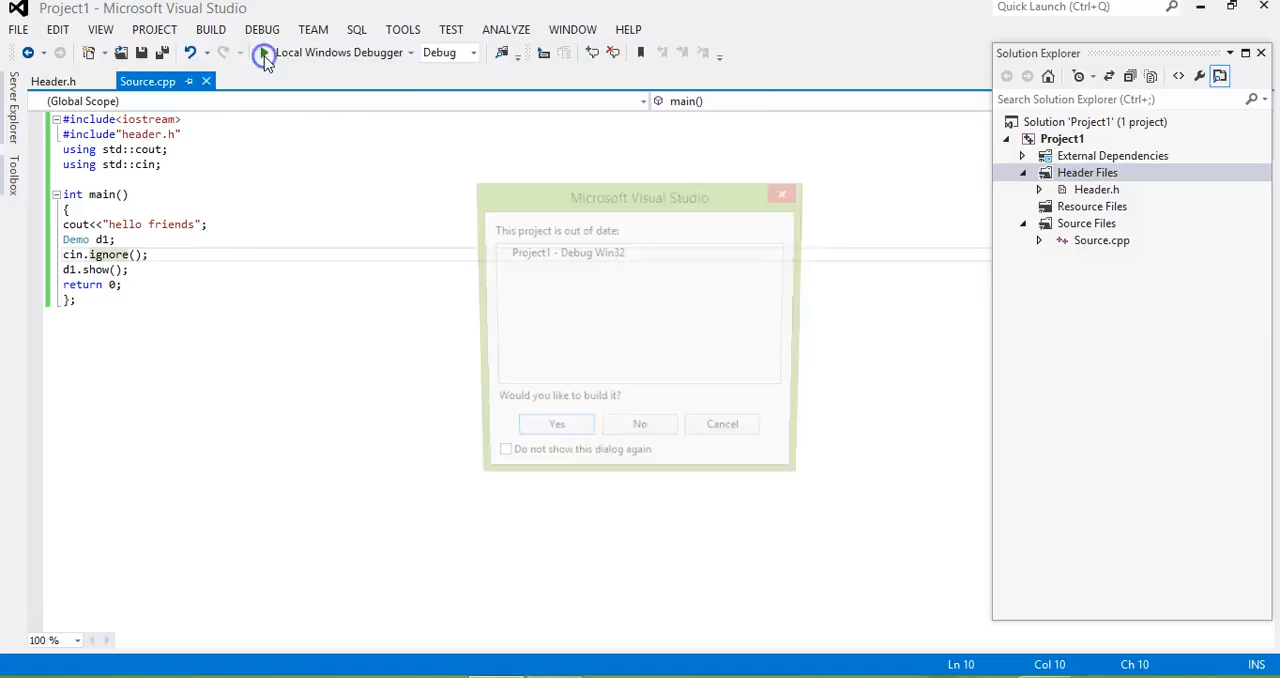 Project1 - Microsoft Visual Studio
Quick Launch (Ctrl+Q)
FILE EDIT VIEW PROJECT BUILD DEBUG TEAM SQL TOOLS TEST ANALYZE WINDOW HELP
Local Windows Debugger Debug
Solution Explorer
Header.h Source.cpp
(Global Scope) main()
Search Solution Explorer (Ctrl+;)
Server Explorer
Toolbox
#include<iostream>
#include"header.h"
using std::cout;
using std::cin;
int main()
{
cout<<"hello friends";
Demo d1;
cin.ignore();
d1.show();
return 0;
};
Microsoft Visual Studio
This project is out of date:
Project1 - Debug Win32
Would you like to build it?
Yes No Cancel
Do not show this dialog again
Solution 'Project1' (1 project)
Project1
External Dependencies
Header Files
Header.h
Resource Files
Source Files
Source.cpp
100 %
Ln 10 Col 10 Ch 10 INS